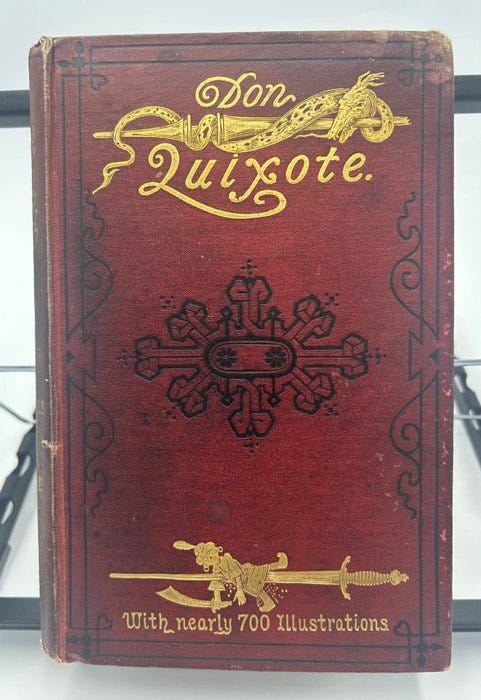 Don
Quixote.
With nearly 700 Illustrations